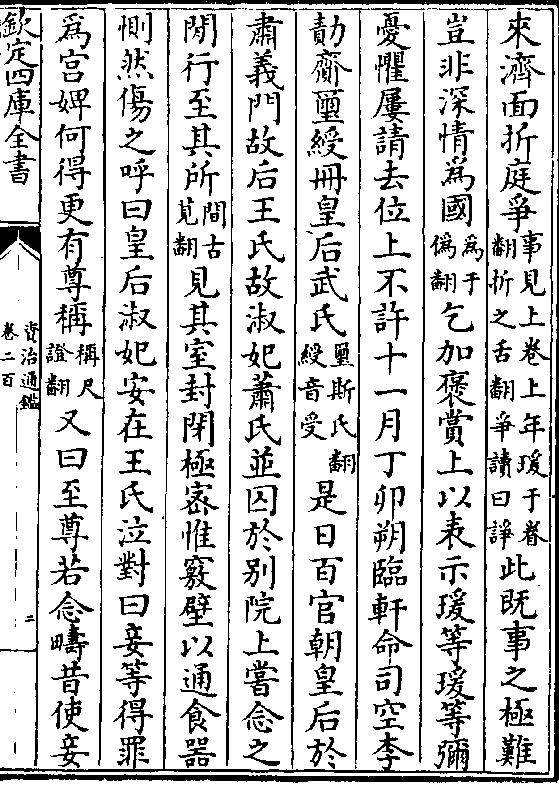 來濟面折庭爭事見上卷上年瑗于眷翻折之舌翻爭讀曰諍此既事之極難
豈非深情為國為于偽翻乞加褒賞上以表示瑗等瑗等彌
憂懼屢請去位上不許十一月丁卯朔臨軒命司空李
勣齎璽綬冊皇后武氏璽斯氏翻綬音受是日百官朝皇后於
肅義門故后王氏故淑妃蕭氏並囚於別院上嘗念之
閒行至其所間古莧翻見其室封閉極密惟竅壁以通食器
惻然傷之呼曰皇后淑妃安在王氏泣對曰妾等得罪
為宮婢何得更有尊稱稱尺證翻又曰至尊若念疇昔使妾
欽定四庫全書
資治通鑑
卷二百
二